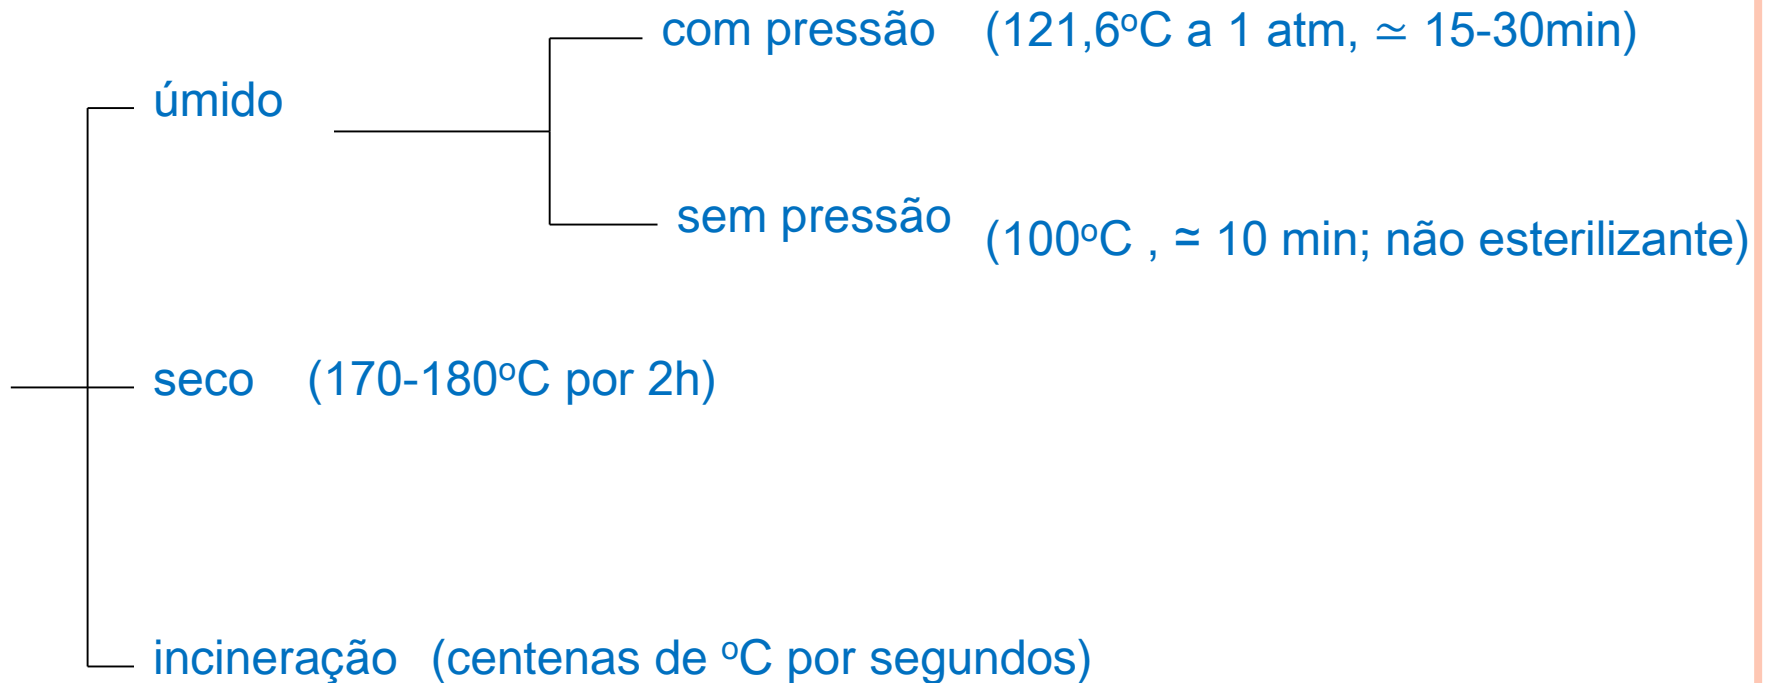 com pressão (121,6ºC a 1 atm, ≃ 15-30min)
úmido
sem pressão (100ºC , ≃ 10 min; não esterilizante)
seco (170-180ºC por 2h)
incineração (centenas de ºC por segundos)